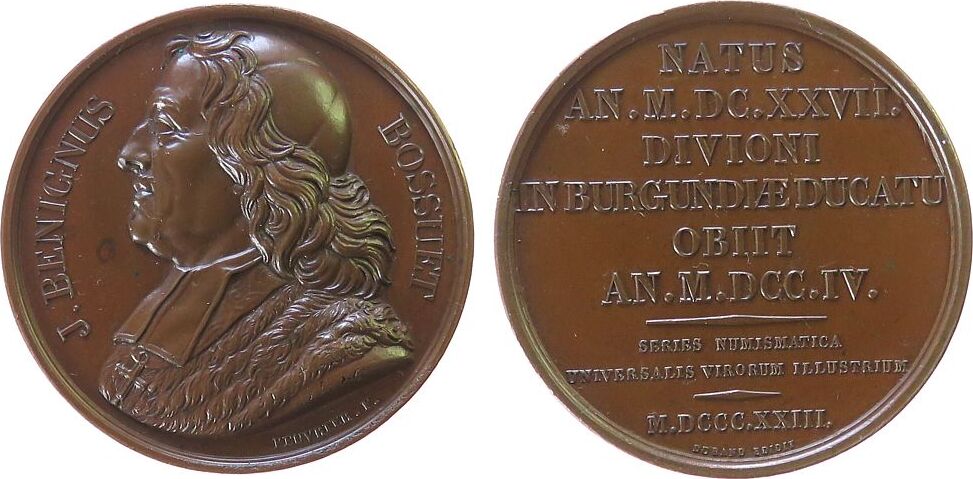 J. BENIGNUS BOSSUET
NATUS
AN. M. DC. XXVII.
DIVIONI
IN BURGUNDIÆ DUCATU
OBIIT
AN. M. DCC. IV.
SERIES NUMISMATICA
UNIVERSALIS VIRORUM ILLUSTRIUM
M. DCCC. XXIII.
DURAND EDIDIT